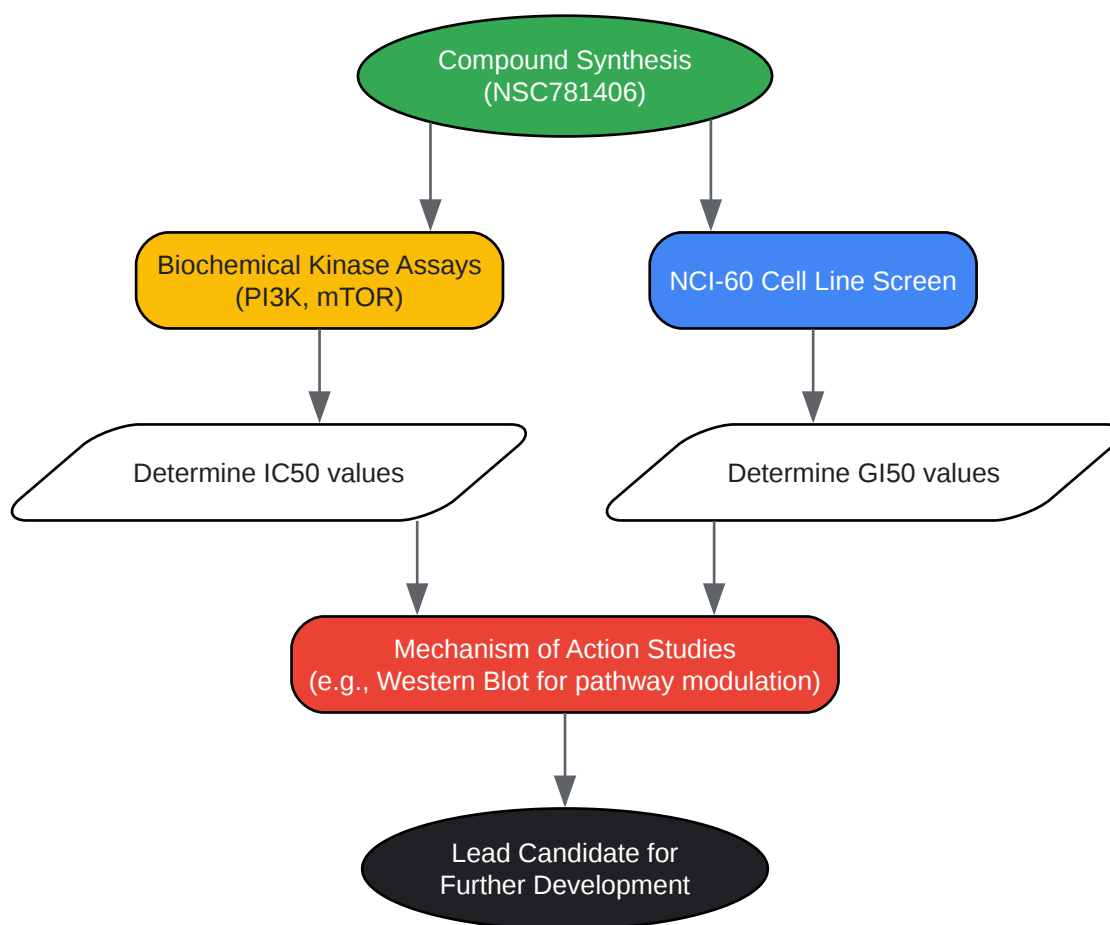 Compound Synthesis
(NSC781406)
Biochemical Kinase Assays
(PI3K, mTOR)
NCI-60 Cell Line Screen
Determine IC50 values
Determine GI50 values
Mechanism of Action Studies
(e.g., Western Blot for pathway modulation)
Lead Candidate for
Further Development